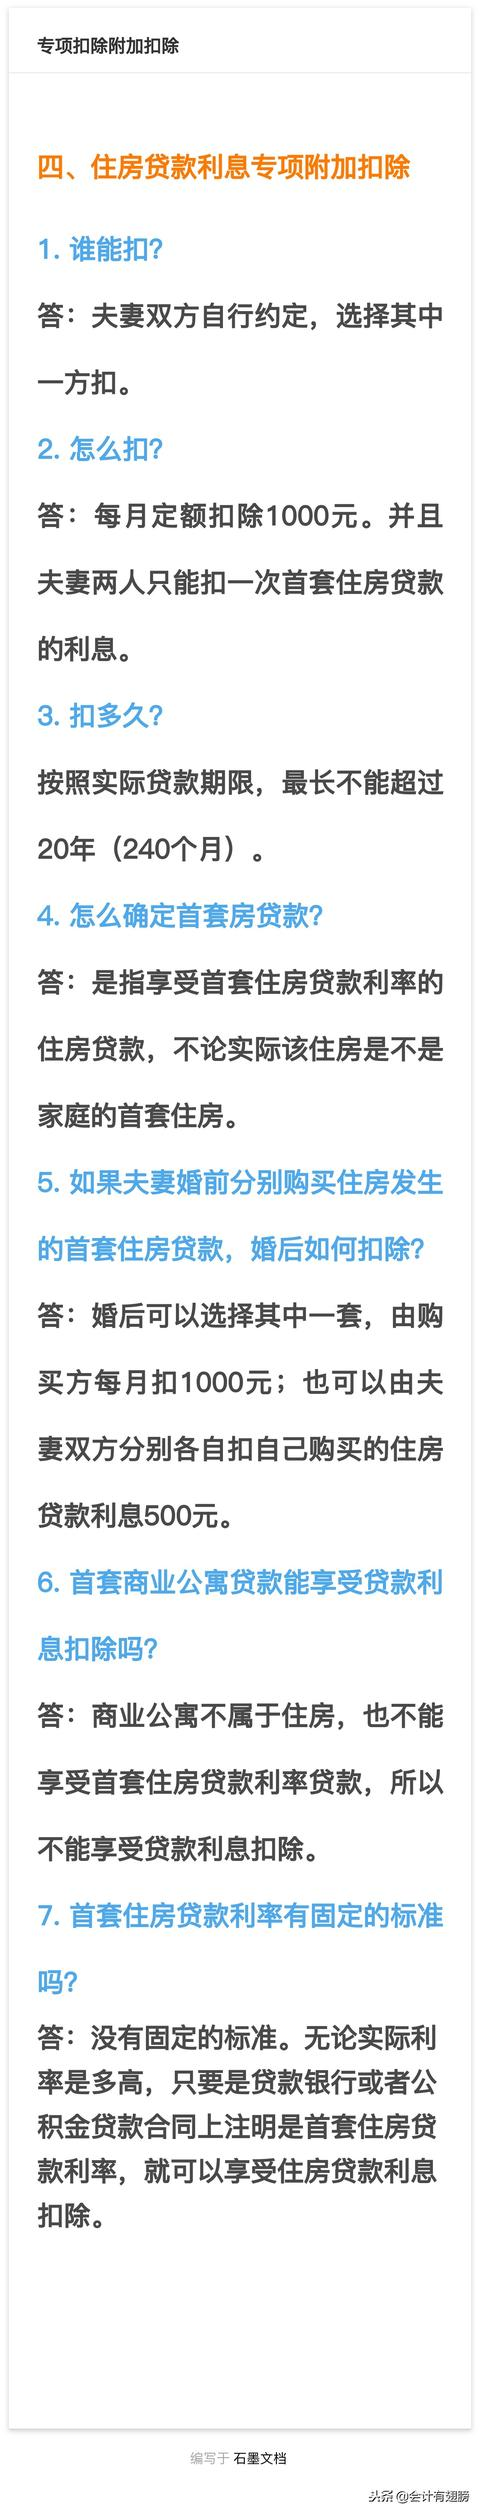 专项扣除附加扣除
四、住房贷款利息专项附加扣除
1. 谁能扣?
答：夫妻双方自行约定，选择其中
一方扣。
2. 怎么扣?
答：每月定额扣除1000元。并且
夫妻两人只能扣一次首套住房贷款
的利息。
3. 扣多久?
按照实际贷款期限，最长不能超过
20年（240个月）。
4. 怎么确定首套房贷款?
答：是指享受首套住房贷款利率的
住房贷款，不论实际该住房是不是
家庭的首套住房。
5. 如果夫妻婚前分别购买住房发生
的首套住房贷款，婚后如何扣除?
答：婚后可以选择其中一套，由购
买方每月扣1000元；也可以由夫
妻双方分别各自扣自己购买的住房
贷款利息500元。
6. 首套商业公寓贷款能享受贷款利
息扣除吗?
答：商业公寓不属于住房，也不能
享受首套住房贷款利率贷款，所以
不能享受贷款利息扣除。
7. 首套住房贷款利率有固定的标准
吗?
答：没有固定的标准。无论实际利
率是多高，只要是贷款银行或者公
积金贷款合同上注明是首套住房贷
款利率，就可以享受住房贷款利息
扣除。
编写于 石墨文档
头条 @会计有翅膀